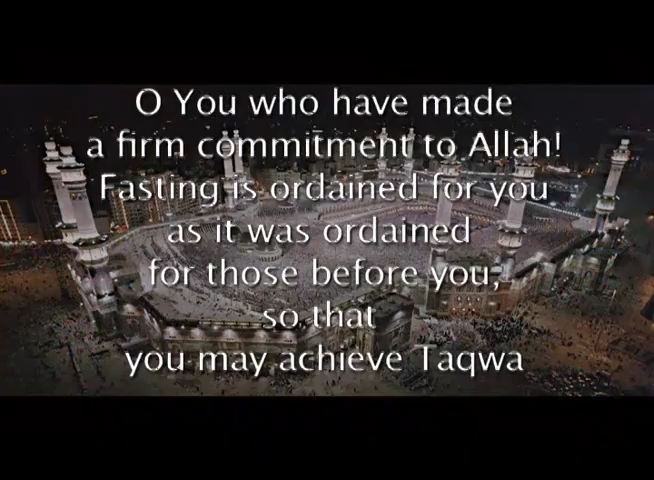 O You who have made
a firm commitment to Allah!
Fasting is ordained for you
as it was ordained
for those before you,
so that
you may achieve Taqwa